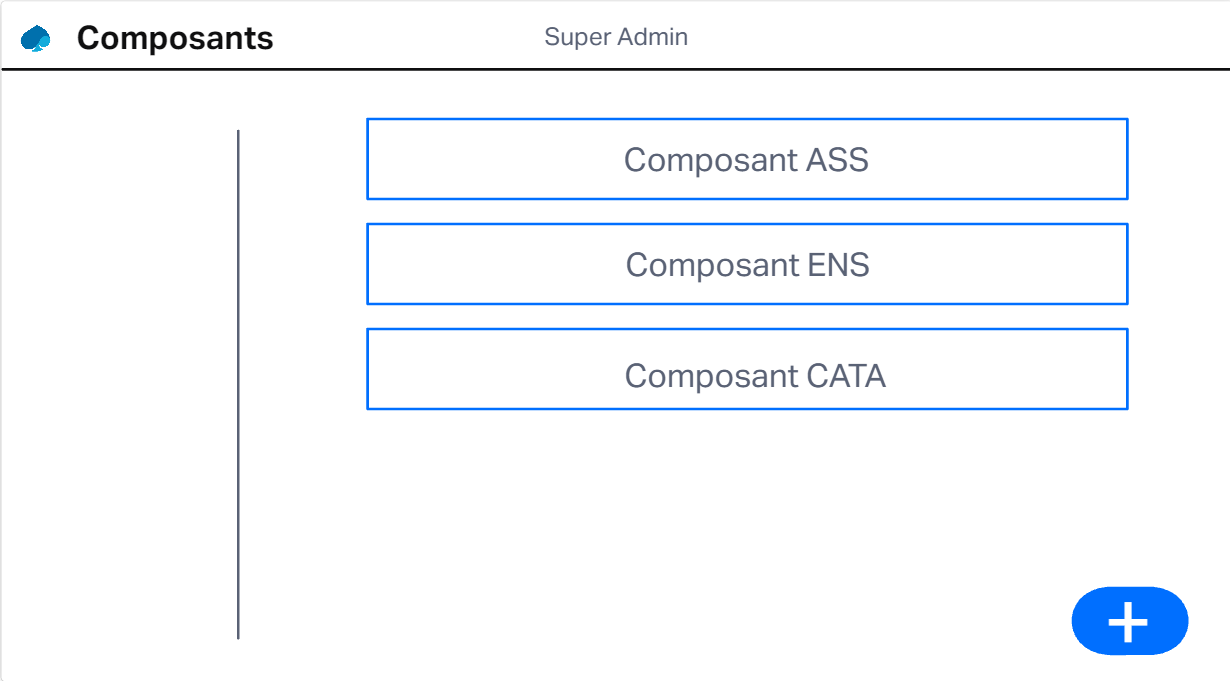 Composants
Super Admin
Composant ASS
Composant ENS
Composant CATA
+